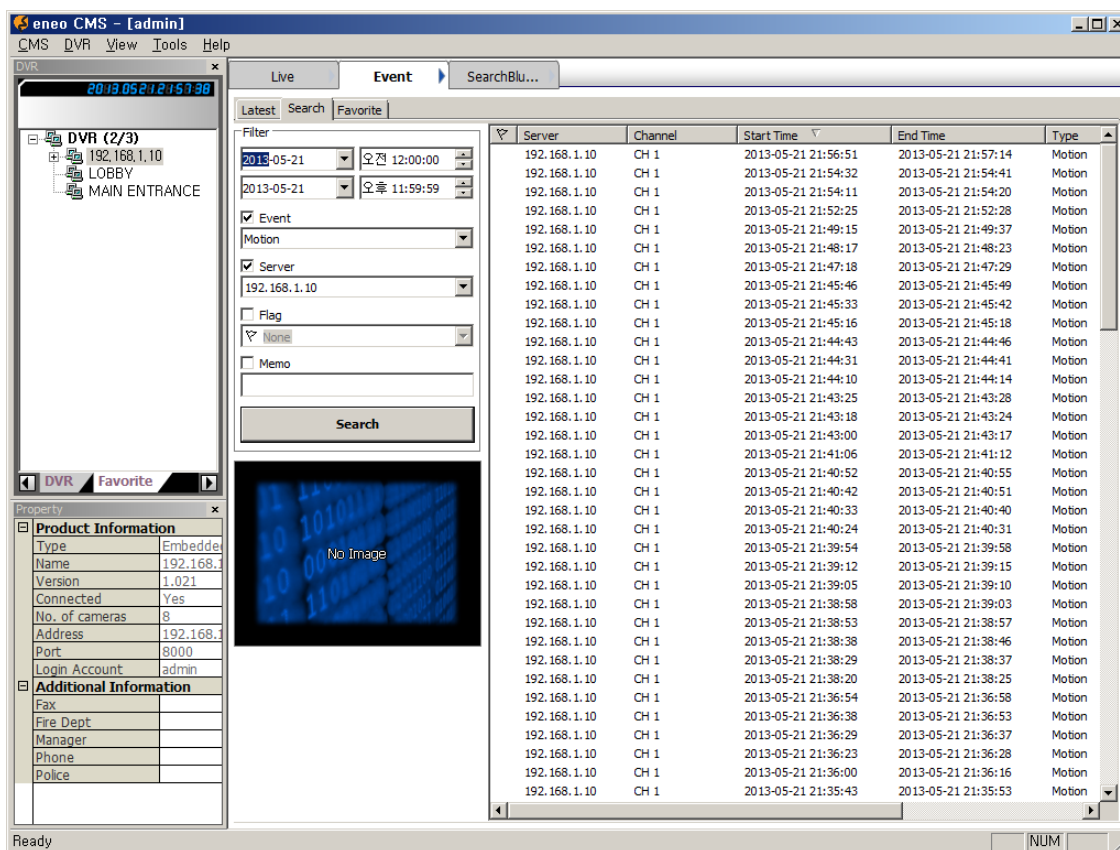 eneo CMS - [admin]
CMS DVR View Tools Help
DVR
2013.05.21.21:53:38
DVR (2/3)
192.168.1.10
LOBBY
MAIN ENTRANCE
DVR Favorite
Property
Product Information
Type Embedde
Name 192.168.1
Version 1.021
Connected Yes
No. of cameras 8
Address 192.168.1
Port 8000
Login Account admin
Additional Information
Fax
Fire Dept
Manager
Phone
Police
Live Event SearchBlu...
Latest Search Favorite
Filter
2013-05-21 오전 12:00:00
2013-05-21 오후 11:59:59
Event
Motion
Server
192.168.1.10
Flag
None
Memo
Search
No Image
Server Channel Start Time End Time Type
192.168.1.10 CH 1 2013-05-21 21:56:51 2013-05-21 21:57:14 Motion
192.168.1.10 CH 1 2013-05-21 21:54:32 2013-05-21 21:54:41 Motion
192.168.1.10 CH 1 2013-05-21 21:54:11 2013-05-21 21:54:20 Motion
192.168.1.10 CH 1 2013-05-21 21:52:25 2013-05-21 21:52:28 Motion
192.168.1.10 CH 1 2013-05-21 21:49:15 2013-05-21 21:49:37 Motion
192.168.1.10 CH 1 2013-05-21 21:48:17 2013-05-21 21:48:23 Motion
192.168.1.10 CH 1 2013-05-21 21:47:18 2013-05-21 21:47:29 Motion
192.168.1.10 CH 1 2013-05-21 21:45:46 2013-05-21 21:45:49 Motion
192.168.1.10 CH 1 2013-05-21 21:45:33 2013-05-21 21:45:42 Motion
192.168.1.10 CH 1 2013-05-21 21:45:16 2013-05-21 21:45:18 Motion
192.168.1.10 CH 1 2013-05-21 21:44:43 2013-05-21 21:44:46 Motion
192.168.1.10 CH 1 2013-05-21 21:44:31 2013-05-21 21:44:41 Motion
192.168.1.10 CH 1 2013-05-21 21:44:10 2013-05-21 21:44:14 Motion
192.168.1.10 CH 1 2013-05-21 21:43:25 2013-05-21 21:43:28 Motion
192.168.1.10 CH 1 2013-05-21 21:43:18 2013-05-21 21:43:24 Motion
192.168.1.10 CH 1 2013-05-21 21:43:00 2013-05-21 21:43:17 Motion
192.168.1.10 CH 1 2013-05-21 21:41:06 2013-05-21 21:41:12 Motion
192.168.1.10 CH 1 2013-05-21 21:40:52 2013-05-21 21:40:55 Motion
192.168.1.10 CH 1 2013-05-21 21:40:42 2013-05-21 21:40:51 Motion
192.168.1.10 CH 1 2013-05-21 21:40:33 2013-05-21 21:40:40 Motion
192.168.1.10 CH 1 2013-05-21 21:40:24 2013-05-21 21:40:31 Motion
192.168.1.10 CH 1 2013-05-21 21:39:54 2013-05-21 21:39:58 Motion
192.168.1.10 CH 1 2013-05-21 21:39:12 2013-05-21 21:39:15 Motion
192.168.1.10 CH 1 2013-05-21 21:39:05 2013-05-21 21:39:10 Motion
192.168.1.10 CH 1 2013-05-21 21:38:58 2013-05-21 21:39:03 Motion
192.168.1.10 CH 1 2013-05-21 21:38:53 2013-05-21 21:38:57 Motion
192.168.1.10 CH 1 2013-05-21 21:38:38 2013-05-21 21:38:46 Motion
192.168.1.10 CH 1 2013-05-21 21:38:29 2013-05-21 21:38:37 Motion
192.168.1.10 CH 1 2013-05-21 21:38:20 2013-05-21 21:38:25 Motion
192.168.1.10 CH 1 2013-05-21 21:36:54 2013-05-21 21:36:58 Motion
192.168.1.10 CH 1 2013-05-21 21:36:38 2013-05-21 21:36:53 Motion
192.168.1.10 CH 1 2013-05-21 21:36:29 2013-05-21 21:36:37 Motion
192.168.1.10 CH 1 2013-05-21 21:36:23 2013-05-21 21:36:28 Motion
192.168.1.10 CH 1 2013-05-21 21:36:00 2013-05-21 21:36:16 Motion
192.168.1.10 CH 1 2013-05-21 21:35:43 2013-05-21 21:35:53 Motion
Ready
NUM